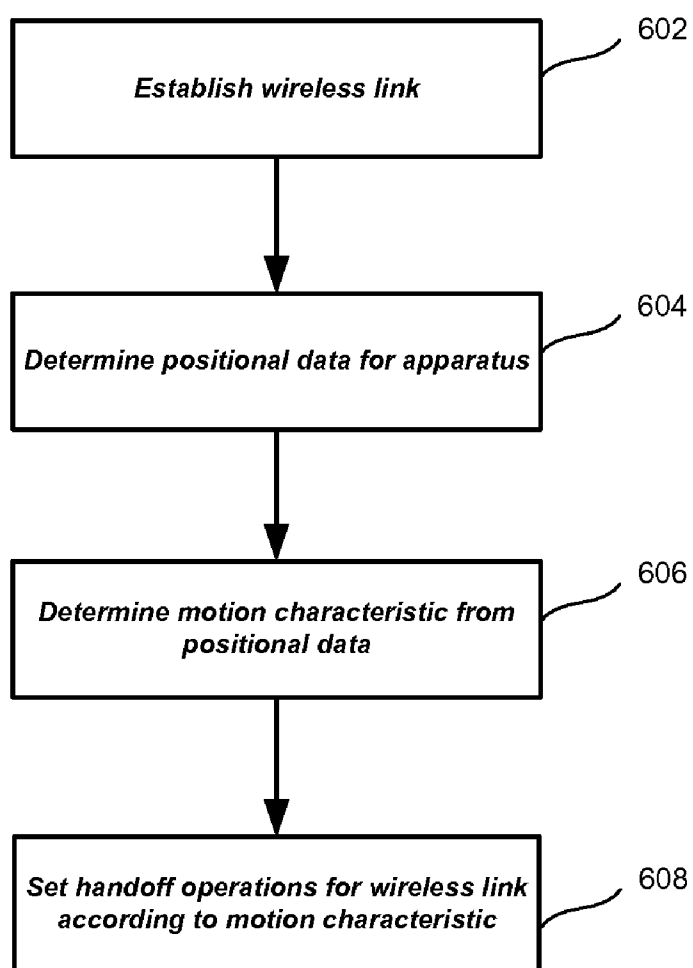 602
Establish wireless link
604
Determine positional data for apparatus
606
Determine motion characteristic from
positional data
608
Set handoff operations for wireless link
according to motion characteristic